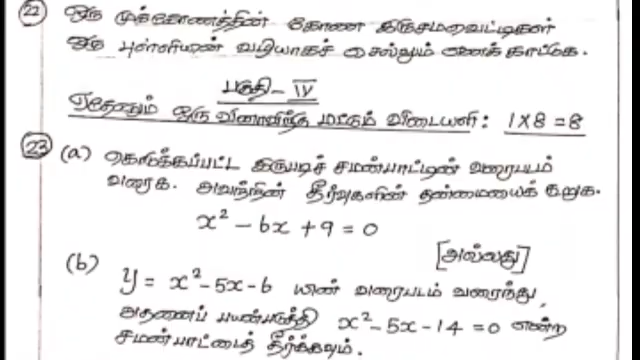 22) ஒரு முக்கோணத்தின் கோண இருசமவெட்டிகள்
ஒரு புள்ளியின் வழியாகச் செல்லும் எனக் காட்டுக.
பகுதி - IV
ஏதேனும் ஒரு வினாவிற்கு மட்டும் விடையளி: 1x8=8
23) (a) கொடுக்கப்பட்ட இருபடிச் சமன்பாட்டின் வரைபடம்
வரைக. அவற்றின் தீர்வுகளின் தன்மையைக் கூறுக.
x² - 6x + 9 = 0
[அல்லது]
(b) y = x² - 5x - 6 யின் வரைபடம் வரைந்து,
அதனைப் பயன்படுத்தி x² - 5x - 14 = 0 என்ற
சமன்பாட்டைத் தீர்க்கவும்.